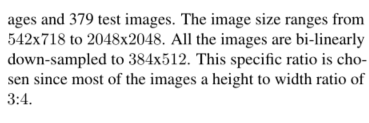 ages and 379 test images. The image size ranges from
542x718 to 2048x2048. All the images are bi-linearly
down-sampled to 384x512. This specific ratio is cho-
sen since most of the images a height to width ratio of
3:4.